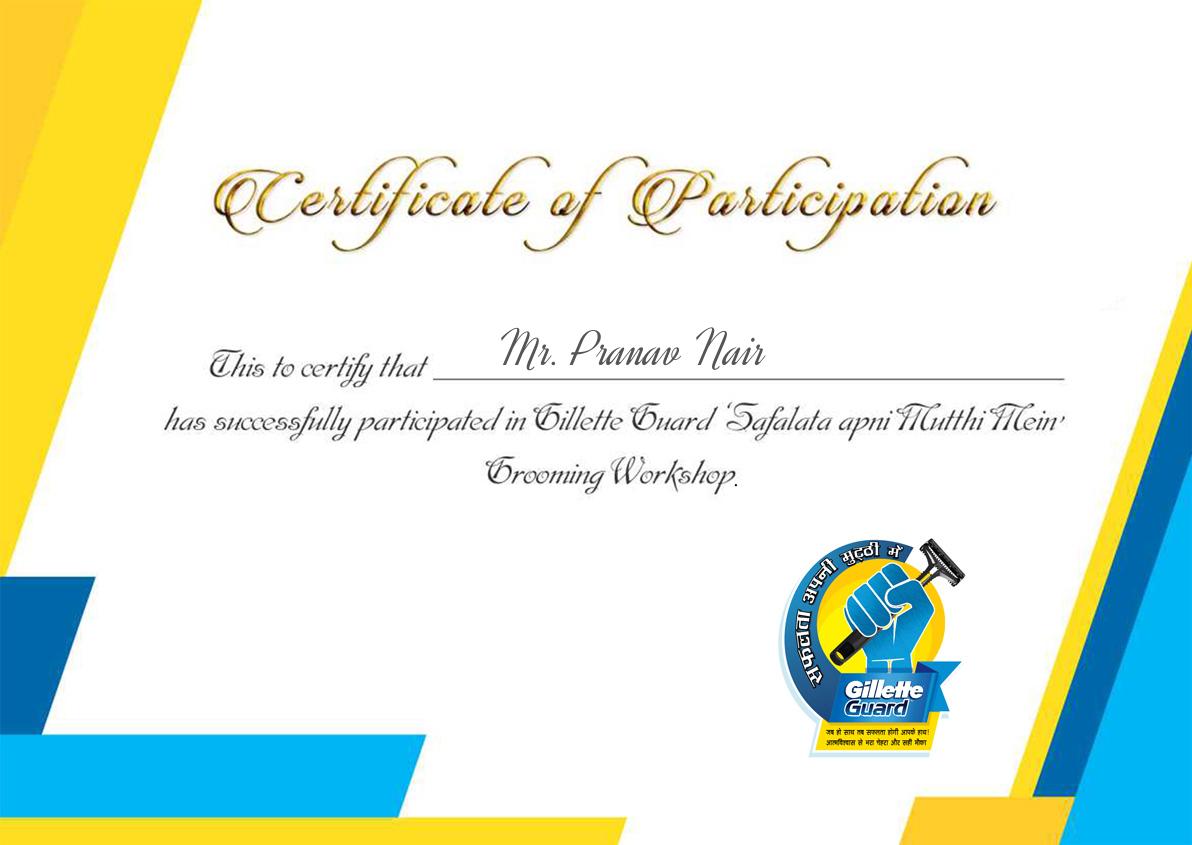 Certificate of Participation
This to certify that Mr. Pranav Nair
has successfully participated in Gillette Guard 'Safalata apni Mutthi Mein'
Grooming Workshop.
सफलता अपनी मुट्ठी में
Gillette
Guard
जब हो साथ तब सफलता होगी आपके हाथ!
आत्मविश्वास से भरा चेहरा और सही मौका